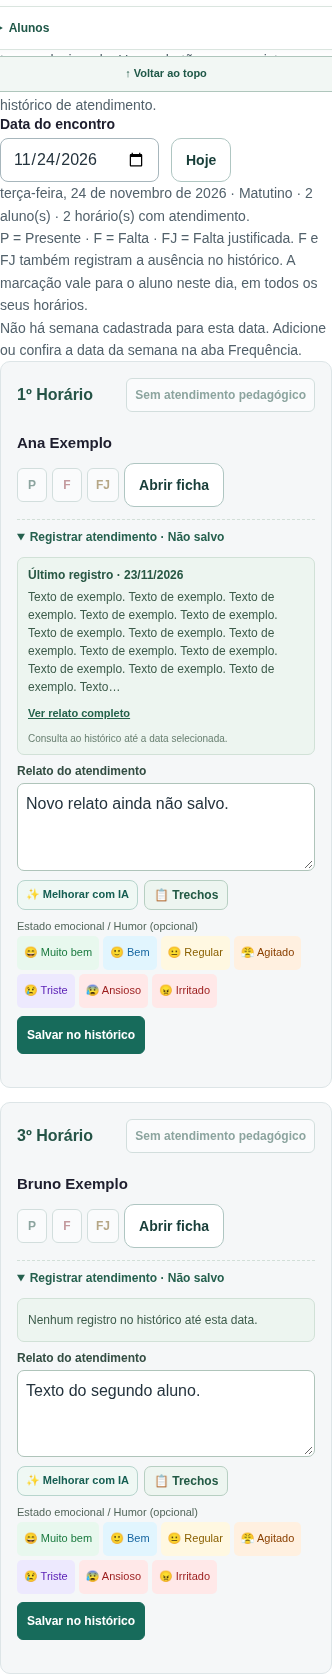 Alunos
↑ Voltar ao topo
histórico de atendimento.
Data do encontro
11/24/2026
Hoje
terça-feira, 24 de novembro de 2026 · Matutino · 2
aluno(s) · 2 horário(s) com atendimento.
P = Presente · F = Falta · FJ = Falta justificada. F e
FJ também registram a ausência no histórico. A
marcação vale para o aluno neste dia, em todos os
seus horários.
Não há semana cadastrada para esta data. Adicione
ou confira a data da semana na aba Frequência.
1º Horário
Sem atendimento pedagógico
Ana Exemplo
P F FJ Abrir ficha
▼ Registrar atendimento · Não salvo
Último registro · 23/11/2026
Texto de exemplo. Texto de exemplo. Texto de
exemplo. Texto de exemplo. Texto de exemplo.
Texto de exemplo. Texto de exemplo. Texto de
exemplo. Texto de exemplo. Texto de exemplo.
Texto de exemplo. Texto de exemplo. Texto de
exemplo. Texto…
Ver relato completo
Consulta ao histórico até a data selecionada.
Relato do atendimento
Novo relato ainda não salvo.
✨ Melhorar com IA
📋 Trechos
Estado emocional / Humor (opcional)
😄 Muito bem 🙂 Bem 😐 Regular 😤 Agitado
😢 Triste 😰 Ansioso 😠 Irritado
Salvar no histórico
3º Horário
Sem atendimento pedagógico
Bruno Exemplo
P F FJ Abrir ficha
▼ Registrar atendimento · Não salvo
Nenhum registro no histórico até esta data.
Relato do atendimento
Texto do segundo aluno.
✨ Melhorar com IA
📋 Trechos
Estado emocional / Humor (opcional)
😄 Muito bem 🙂 Bem 😐 Regular 😤 Agitado
😢 Triste 😰 Ansioso 😠 Irritado
Salvar no histórico